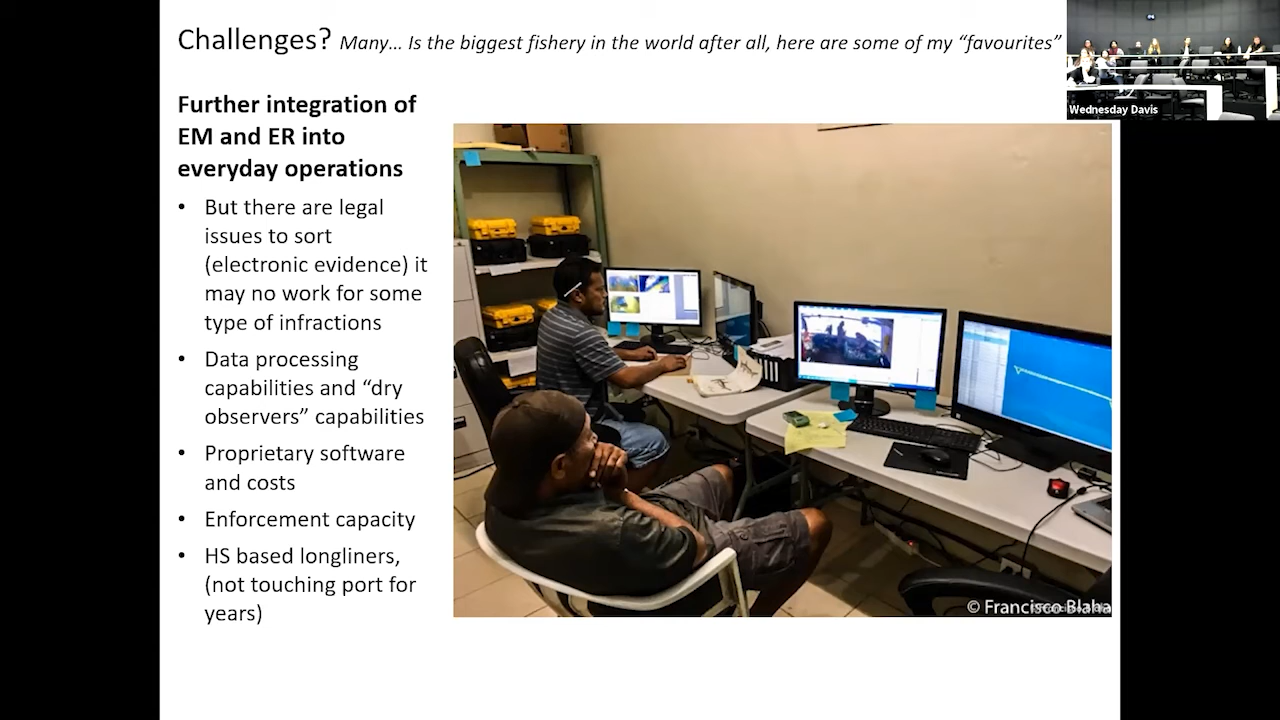 Challenges? Many… Is the biggest fishery in the world after all, here are some of my “favourites”
Wednesday Davis
Further integration of
EM and ER into
everyday operations
• But there are legal
issues to sort
(electronic evidence) it
may no work for some
type of infractions
• Data processing
capabilities and “dry
observers” capabilities
• Proprietary software
and costs
• Enforcement capacity
• HS based longliners,
(not touching port for
years)
© Francisco Blaha